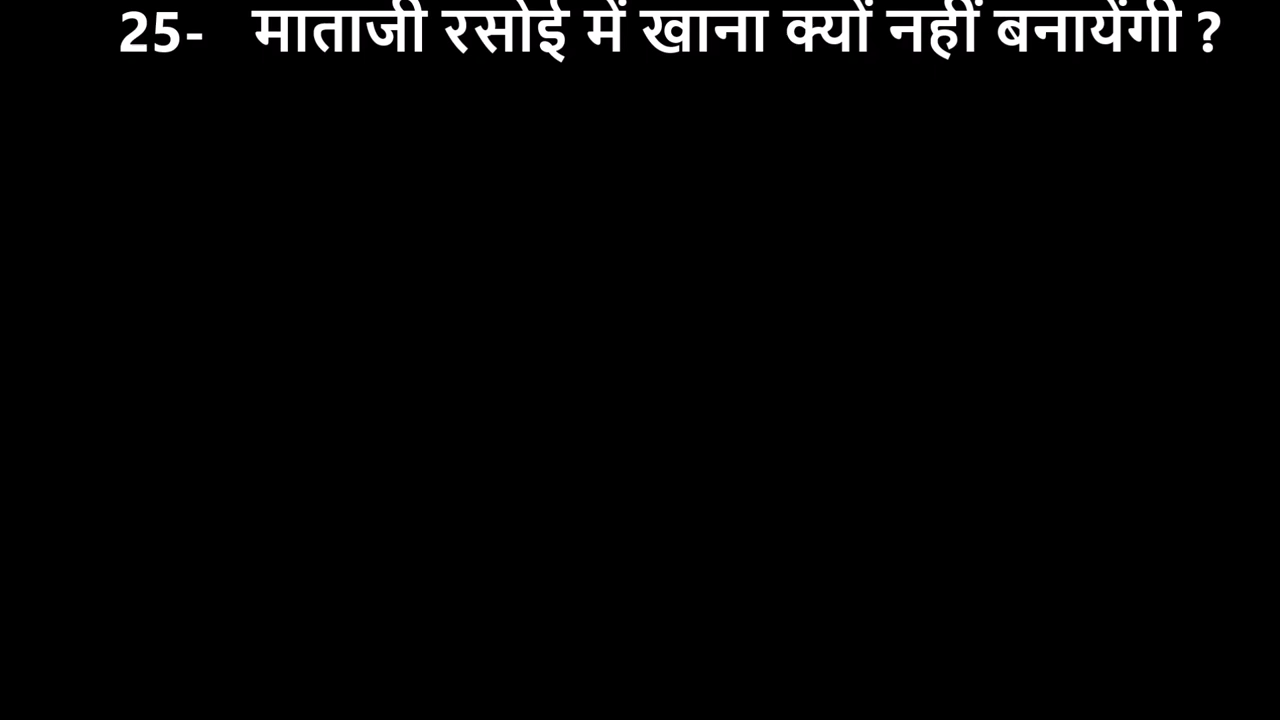 25- माताजी रसोई में खाना क्यों नहीं बनायेंगी ?